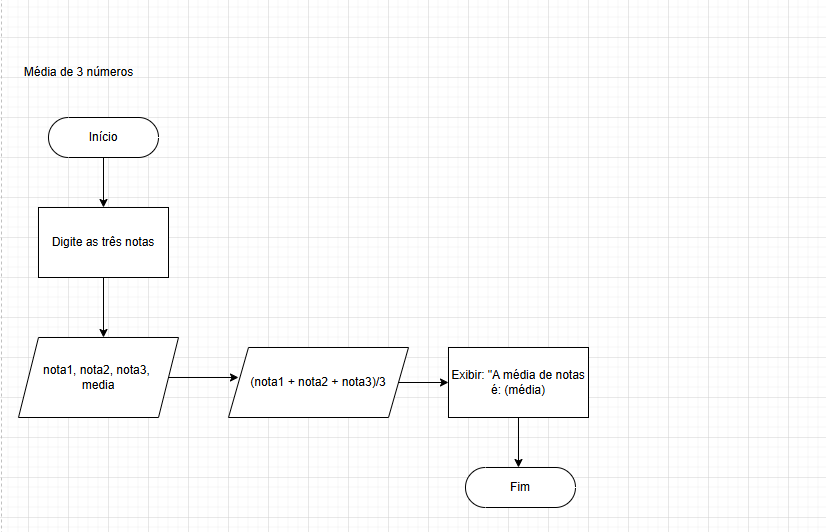 Média de 3 números
Início
Digite as três notas
nota1, nota2, nota3,
media
(nota1 + nota2 + nota3)/3
Exibir: "A média de notas
é: (média)
Fim